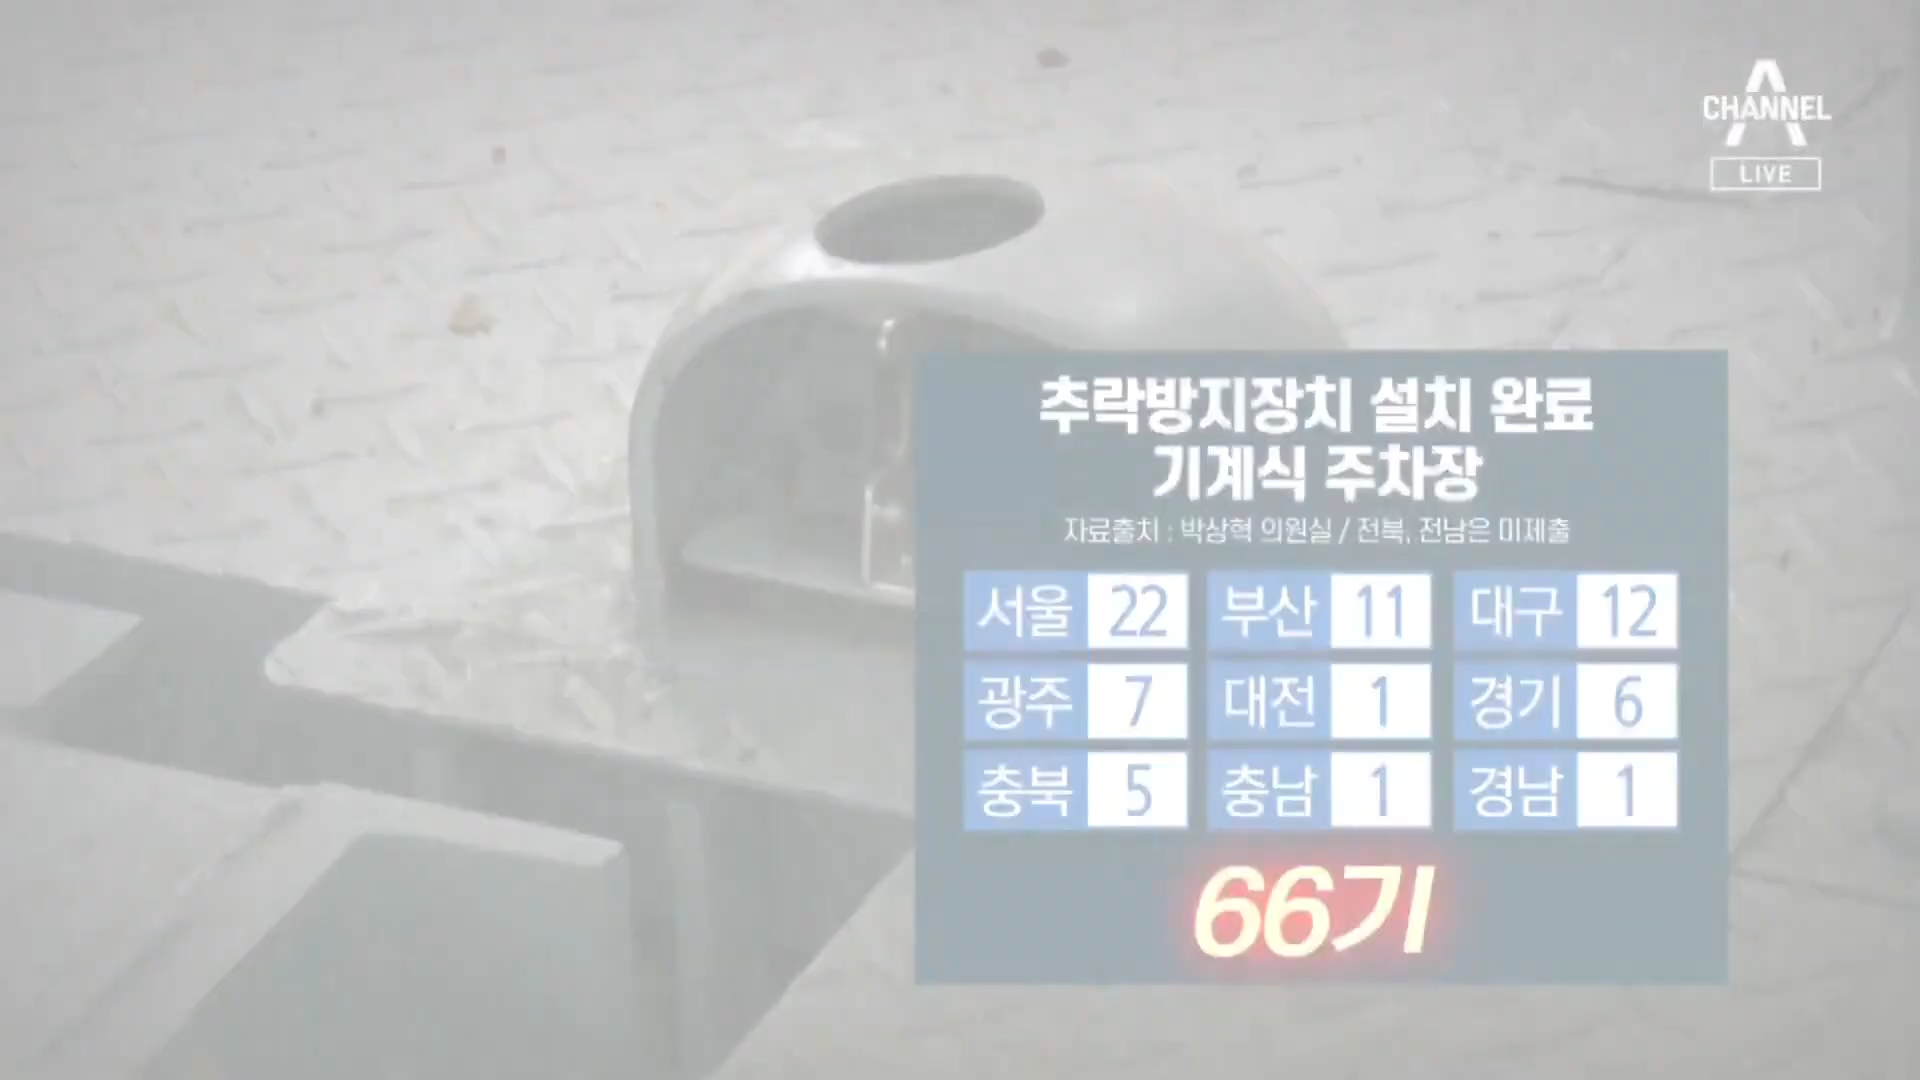 CHANNEL A
LIVE
추락방지장치 설치 완료
기계식 주차장
자료출처 : 박상혁 의원실 / 전북, 전남은 미제출
서울 22 부산 11 대구 12
광주 7 대전 1 경기 6
충북 5 충남 1 경남 1
66기